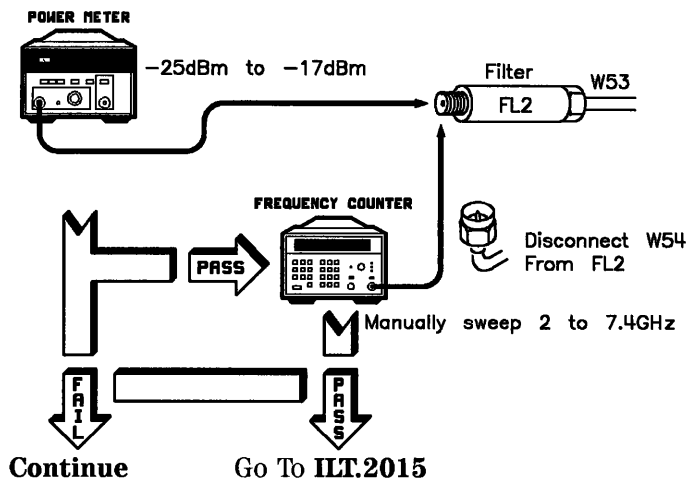 POWER METER
-25dBm to -17dBm
Filter
W53
FL2
FREQUENCY COUNTER
Disconnect W54
From FL2
PASS
Manually sweep 2 to 7.4GHz
FAIL
PASS
Continue
Go To ILT.2015